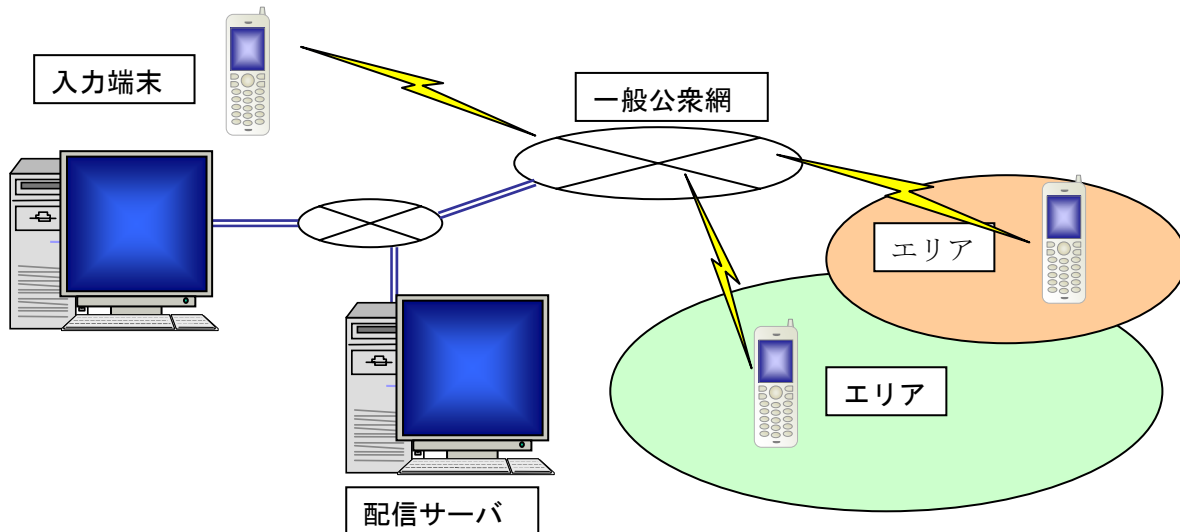 入力端末
一般公衆網
エリア
エリア
配信サーバ